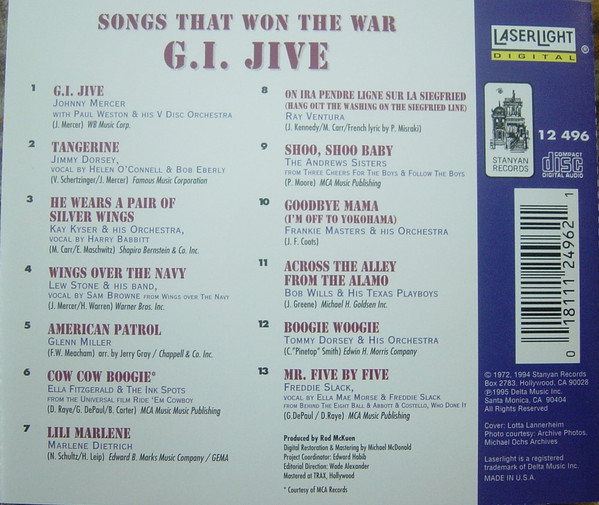 SONGS THAT WON THE WAR
G.I. JIVE
1 G.I. JIVE
JOHNNY MERCER
WITH PAUL WESTON & HIS V DISC ORCHESTRA
(J. Mercer) WB Music Corp.
2 TANGERINE
JIMMY DORSEY,
VOCAL BY HELEN O'CONNELL & BOB EBERLY
(V. Schertzinger/J. Mercer) Famous Music Corporation
3 HE WEARS A PAIR OF
SILVER WINGS
KAY KYSER & HIS ORCHESTRA,
VOCAL BY HARRY BABBITT
(M. Carr/E. Maschwitz) Shapiro Bernstein & Co. Inc.
4 WINGS OVER THE NAVY
LEW STONE & HIS BAND,
VOCAL BY SAM BROWNE FROM WINGS OVER THE NAVY
(J. Mercer/H. Warren) Warner Bros. Inc.
5 AMERICAN PATROL
GLENN MILLER
(F.W. Meacham) arr. by Jerry Gray / Chappell & Co. Inc.
6 COW COW BOOGIE*
ELLA FITZGERALD & THE INK SPOTS
FROM THE UNIVERSAL FILM RIDE 'EM COWBOY
(D. Raye/G. DePaul/B. Carter) MCA Music Music Publishing
7 LILI MARLENE
MARLENE DIETRICH
(N. Schultz/H. Leip) Edward B. Marks Music Company / GEMA
8 ON IRA PENDRE LIGNE SUR LA SIEGFRIED
(HANG OUT THE WASHING ON THE SIEGFRIED LINE)
RAY VENTURA
(J. Kennedy/M. Carr/French lyric by P. Misraki)
9 SHOO, SHOO BABY
THE ANDREWS SISTERS
FROM THREE CHEERS FOR THE BOYS & FOLLOW THE BOYS
(P. Moore) MCA Music Publishing
10 GOODBYE MAMA
(I'M OFF TO YOKOHAMA)
FRANKIE MASTERS & HIS ORCHESTRA
(J. F. Coots)
11 ACROSS THE ALLEY
FROM THE ALAMO
BOB WILLS & HIS TEXAS PLAYBOYS
(J. Greene) Michael H. Goldsen Inc.
12 BOOGIE WOOGIE
TOMMY DORSEY & HIS ORCHESTRA
(C."Pinetop" Smith) Edwin H. Morris Company
13 MR. FIVE BY FIVE
FREDDIE SLACK,
VOCAL BY ELLA MAE MORSE & FREDDIE SLACK
FROM BEHIND THE EIGHT BALL & ABBOTT & COSTELLO, WHO DONE IT
(G.DePaul / D.Raye) MCA Music Publishing
Produced by Rod McKuen
Digital Restoration & Mastering by Michael McDonald
Project Coordinator: Edward Habib
Editorial Direction: Wade Alexander
Mastered at TRAX, Hollywood
* Courtesy of MCA Records
LASERLIGHT
DIGITAL
®
STANYAN
RECORDS
12 496
COMPACT
disc
DIGITAL AUDIO
0 18111 24962 1
© 1972, 1994 Stanyan Records
Box 2783, Hollywood, CA 90028
℗1995 Delta Music Inc.
Santa Monica, CA 90404
All Rights Reserved
Cover: Lotta Lannerheim
Photo courtesy: Archive Photos.
Michael Ochs Archives
Laserlight is a registered
trademark of Delta Music Inc.
MADE IN U.S.A.